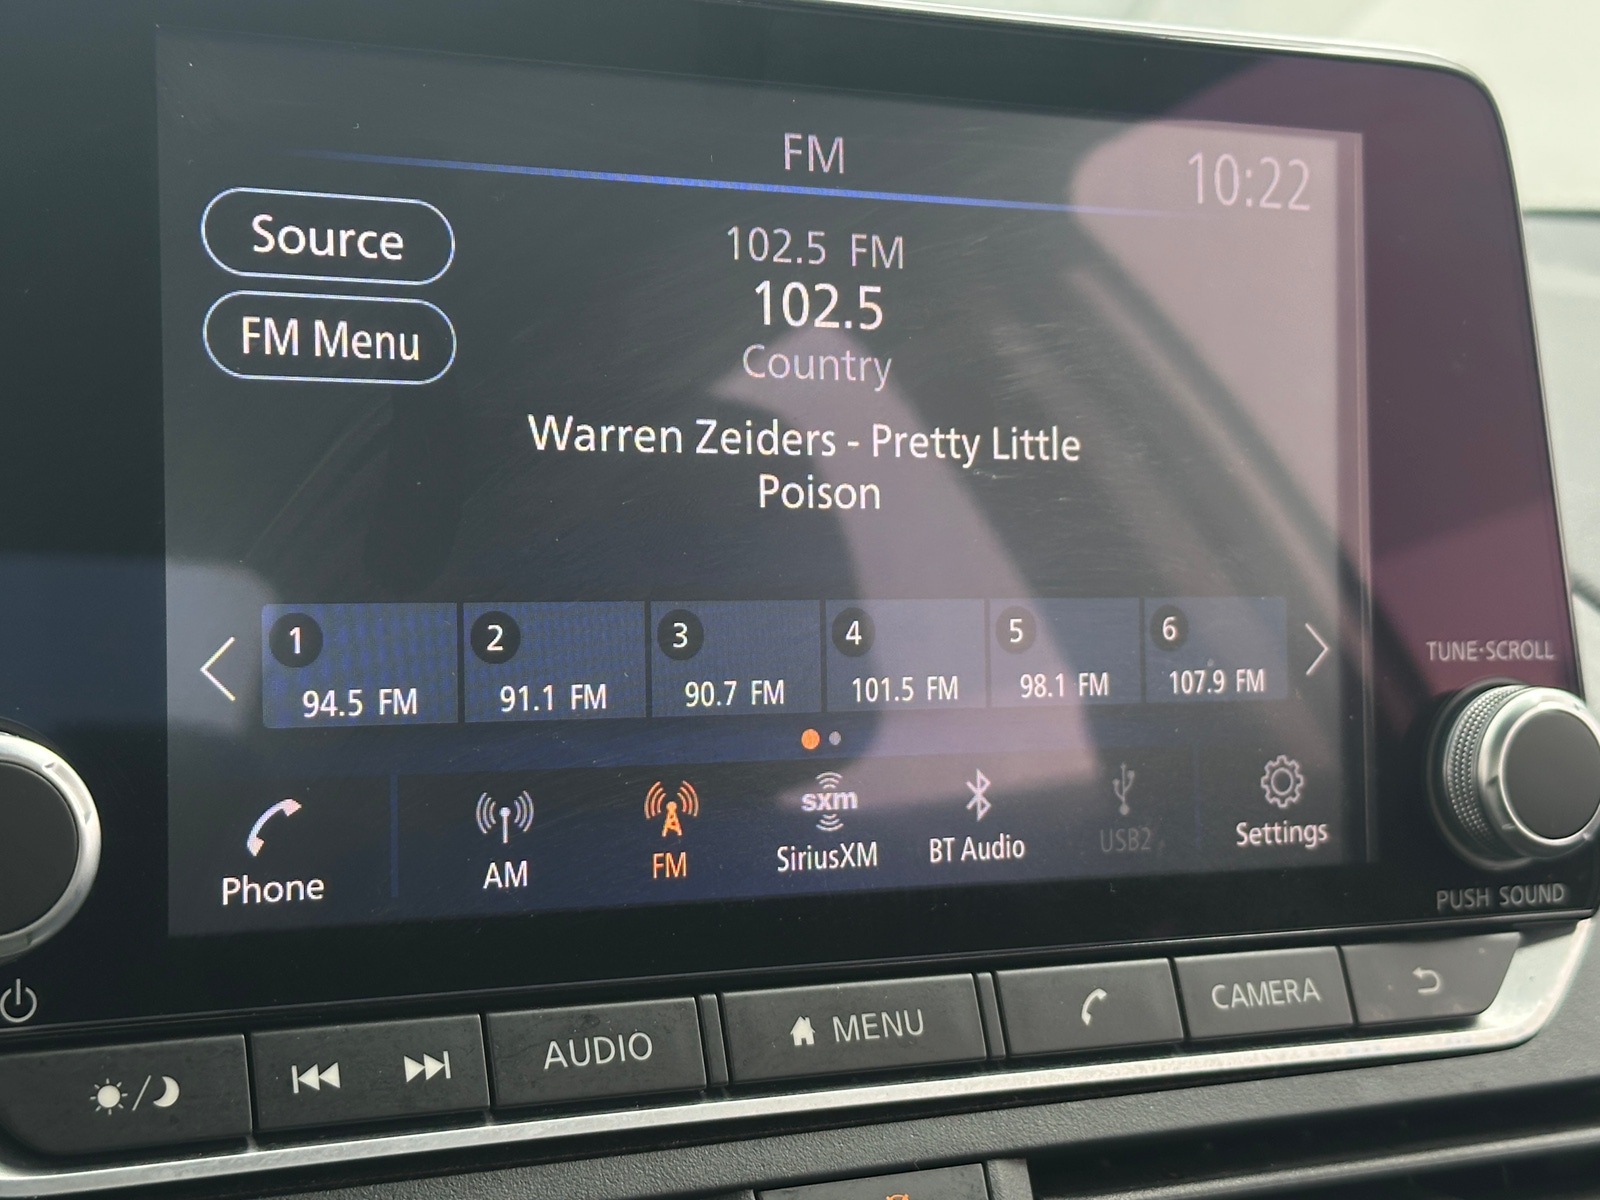 FM
10:22
Source
FM Menu
102.5 FM
102.5
Country
Warren Zeiders - Pretty Little
Poison
1
94.5 FM
2
91.1 FM
3
90.7 FM
4
101.5 FM
5
98.1 FM
6
107.9 FM
Phone
AM
FM
sxm
SiriusXM
BT Audio
USB2
Settings
TUNE·SCROLL
PUSH SOUND
AUDIO
MENU
CAMERA